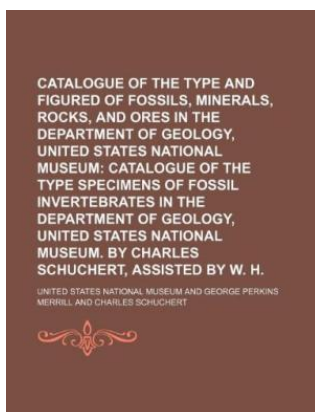 CATALOGUE OF THE TYPE AND
FIGURED OF FOSSILS, MINERALS,
ROCKS, AND ORES IN THE
DEPARTMENT OF GEOLOGY,
UNITED STATES NATIONAL
MUSEUM: CATALOGUE OF THE
TYPE SPECIMENS OF FOSSIL
INVERTEBRATES IN THE
DEPARTMENT OF GEOLOGY,
UNITED STATES NATIONAL
MUSEUM. BY CHARLES
SCHUCHERT, ASSISTED BY W. H.
UNITED STATES NATIONAL MUSEUM AND GEORGE PERKINS
MERRILL AND CHARLES SCHUCHERT